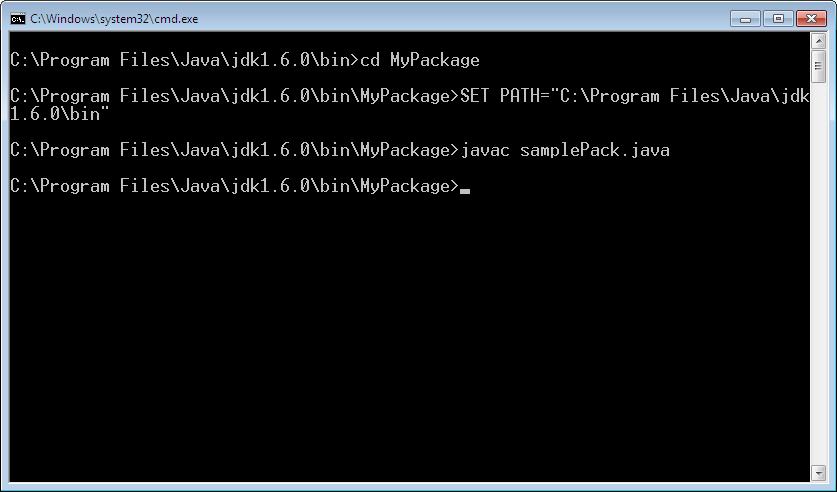 C:\Windows\system32\cmd.exe
C:\Program Files\Java\jdk1.6.0\bin>cd MyPackage
C:\Program Files\Java\jdk1.6.0\bin\MyPackage>SET PATH="C:\Program Files\Java\jdk
1.6.0\bin"
C:\Program Files\Java\jdk1.6.0\bin\MyPackage>javac samplePack.java
C:\Program Files\Java\jdk1.6.0\bin\MyPackage>